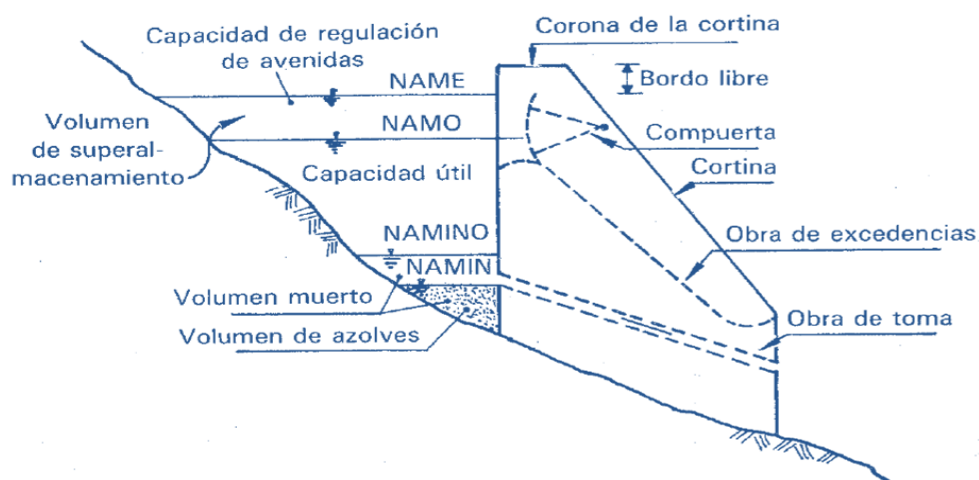 Corona de la cortina
Capacidad de regulación
de avenidas
Bordo libre
NAME
Volumen
de superal-
macenamiento
NAMO
Compuerta
Capacidad útil
Cortina
NAMINO
Obra de excedencias
NAMIN
Volumen muerto
Obra de toma
Volumen de azolves